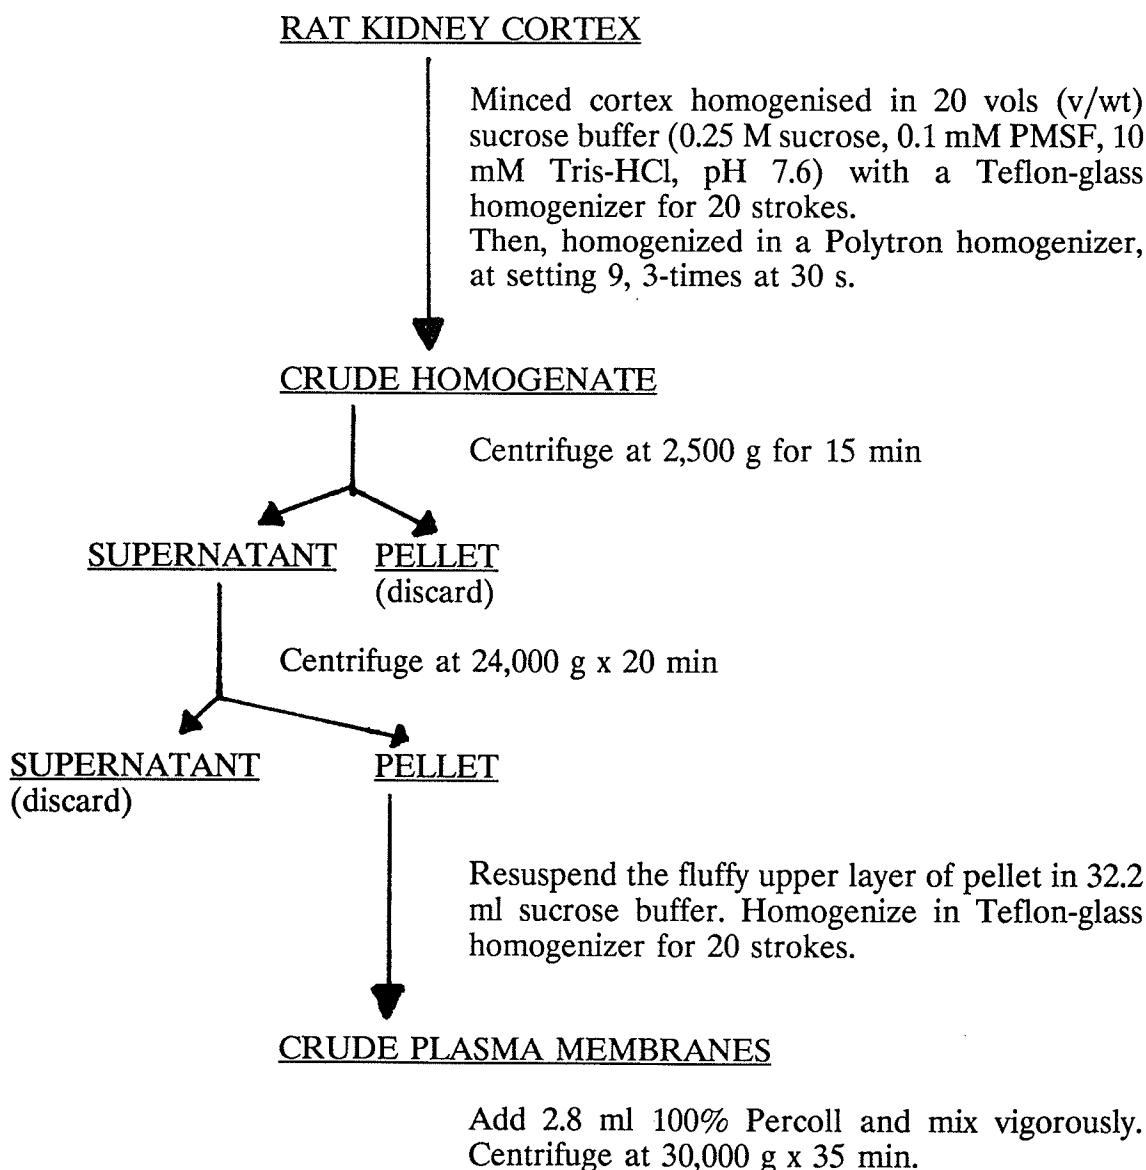 RAT KIDNEY CORTEX
Minced cortex homogenised in 20 vols (v/wt)
sucrose buffer (0.25 M sucrose, 0.1 mM PMSF, 10
mM Tris-HCl, pH 7.6) with a Teflon-glass
homogenizer for 20 strokes.
Then, homogenized in a Polytron homogenizer,
at setting 9, 3-times at 30 s.
CRUDE HOMOGENATE
Centrifuge at 2,500 g for 15 min
SUPERNATANT PELLET
(discard)
Centrifuge at 24,000 g x 20 min
SUPERNATANT PELLET
(discard)
Resuspend the fluffy upper layer of pellet in 32.2
ml sucrose buffer. Homogenize in Teflon-glass
homogenizer for 20 strokes.
CRUDE PLASMA MEMBRANES
Add 2.8 ml 100% Percoll and mix vigorously.
Centrifuge at 30,000 g x 35 min.